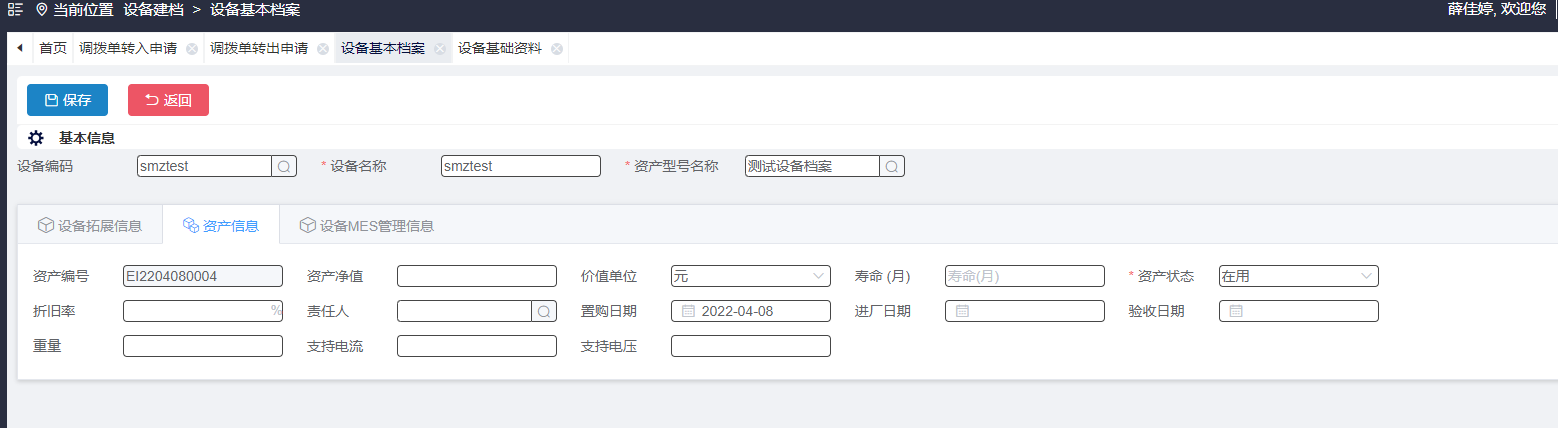 当前位置 设备建档 > 设备基本档案 薛佳婷, 欢迎您
首页 调拨单转入申请 调拨单转出申请 设备基本档案 设备基础资料
保存 返回
基本信息
设备编码 smztest * 设备名称 smztest * 资产型号名称 测试设备档案
设备拓展信息 资产信息 设备MES管理信息
资产编号 EI2204080004 资产净值 价值单位 元 寿命 (月) 寿命(月) * 资产状态 在用
折旧率 % 责任人 置购日期 2022-04-08 进厂日期 验收日期
重量 支持电流 支持电压